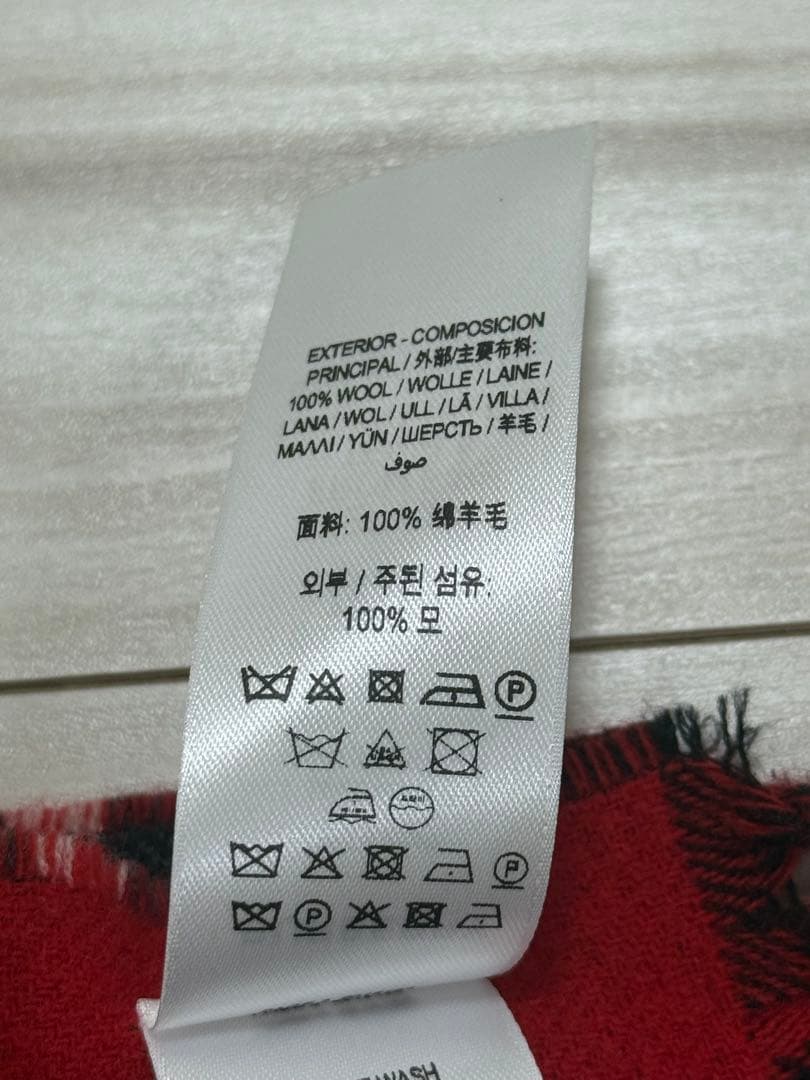 EXTERIOR - COMPOSICION
PRINCIPAL / 外部/主要布料:
100% WOOL / WOLLE / LAINE /
LANA / WOL / ULL / LÃ / VILLA /
ΜΑΛΛΙ / YÜN / ШЕРСТЬ / 羊毛 /
صوف
面料: 100% 绵羊毛
외부 / 주된 섬유:
100% 모
P
P
P
WASH